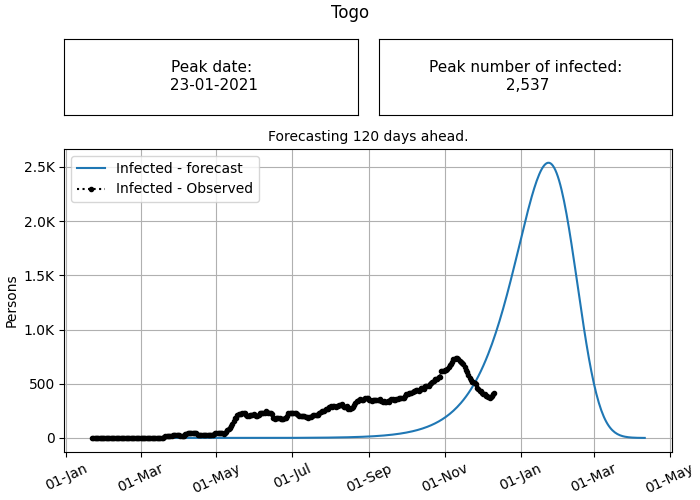 Togo
Peak date:
23-01-2021
Peak number of infected:
2,537
Forecasting 120 days ahead.
Infected - forecast
Infected - Observed
2.5K
2.0K
1.5K
1.0K
500
0
Persons
01-Jan
01-Mar
01-May
01-Jul
01-Sep
01-Nov
01-Jan
01-Mar
01-May